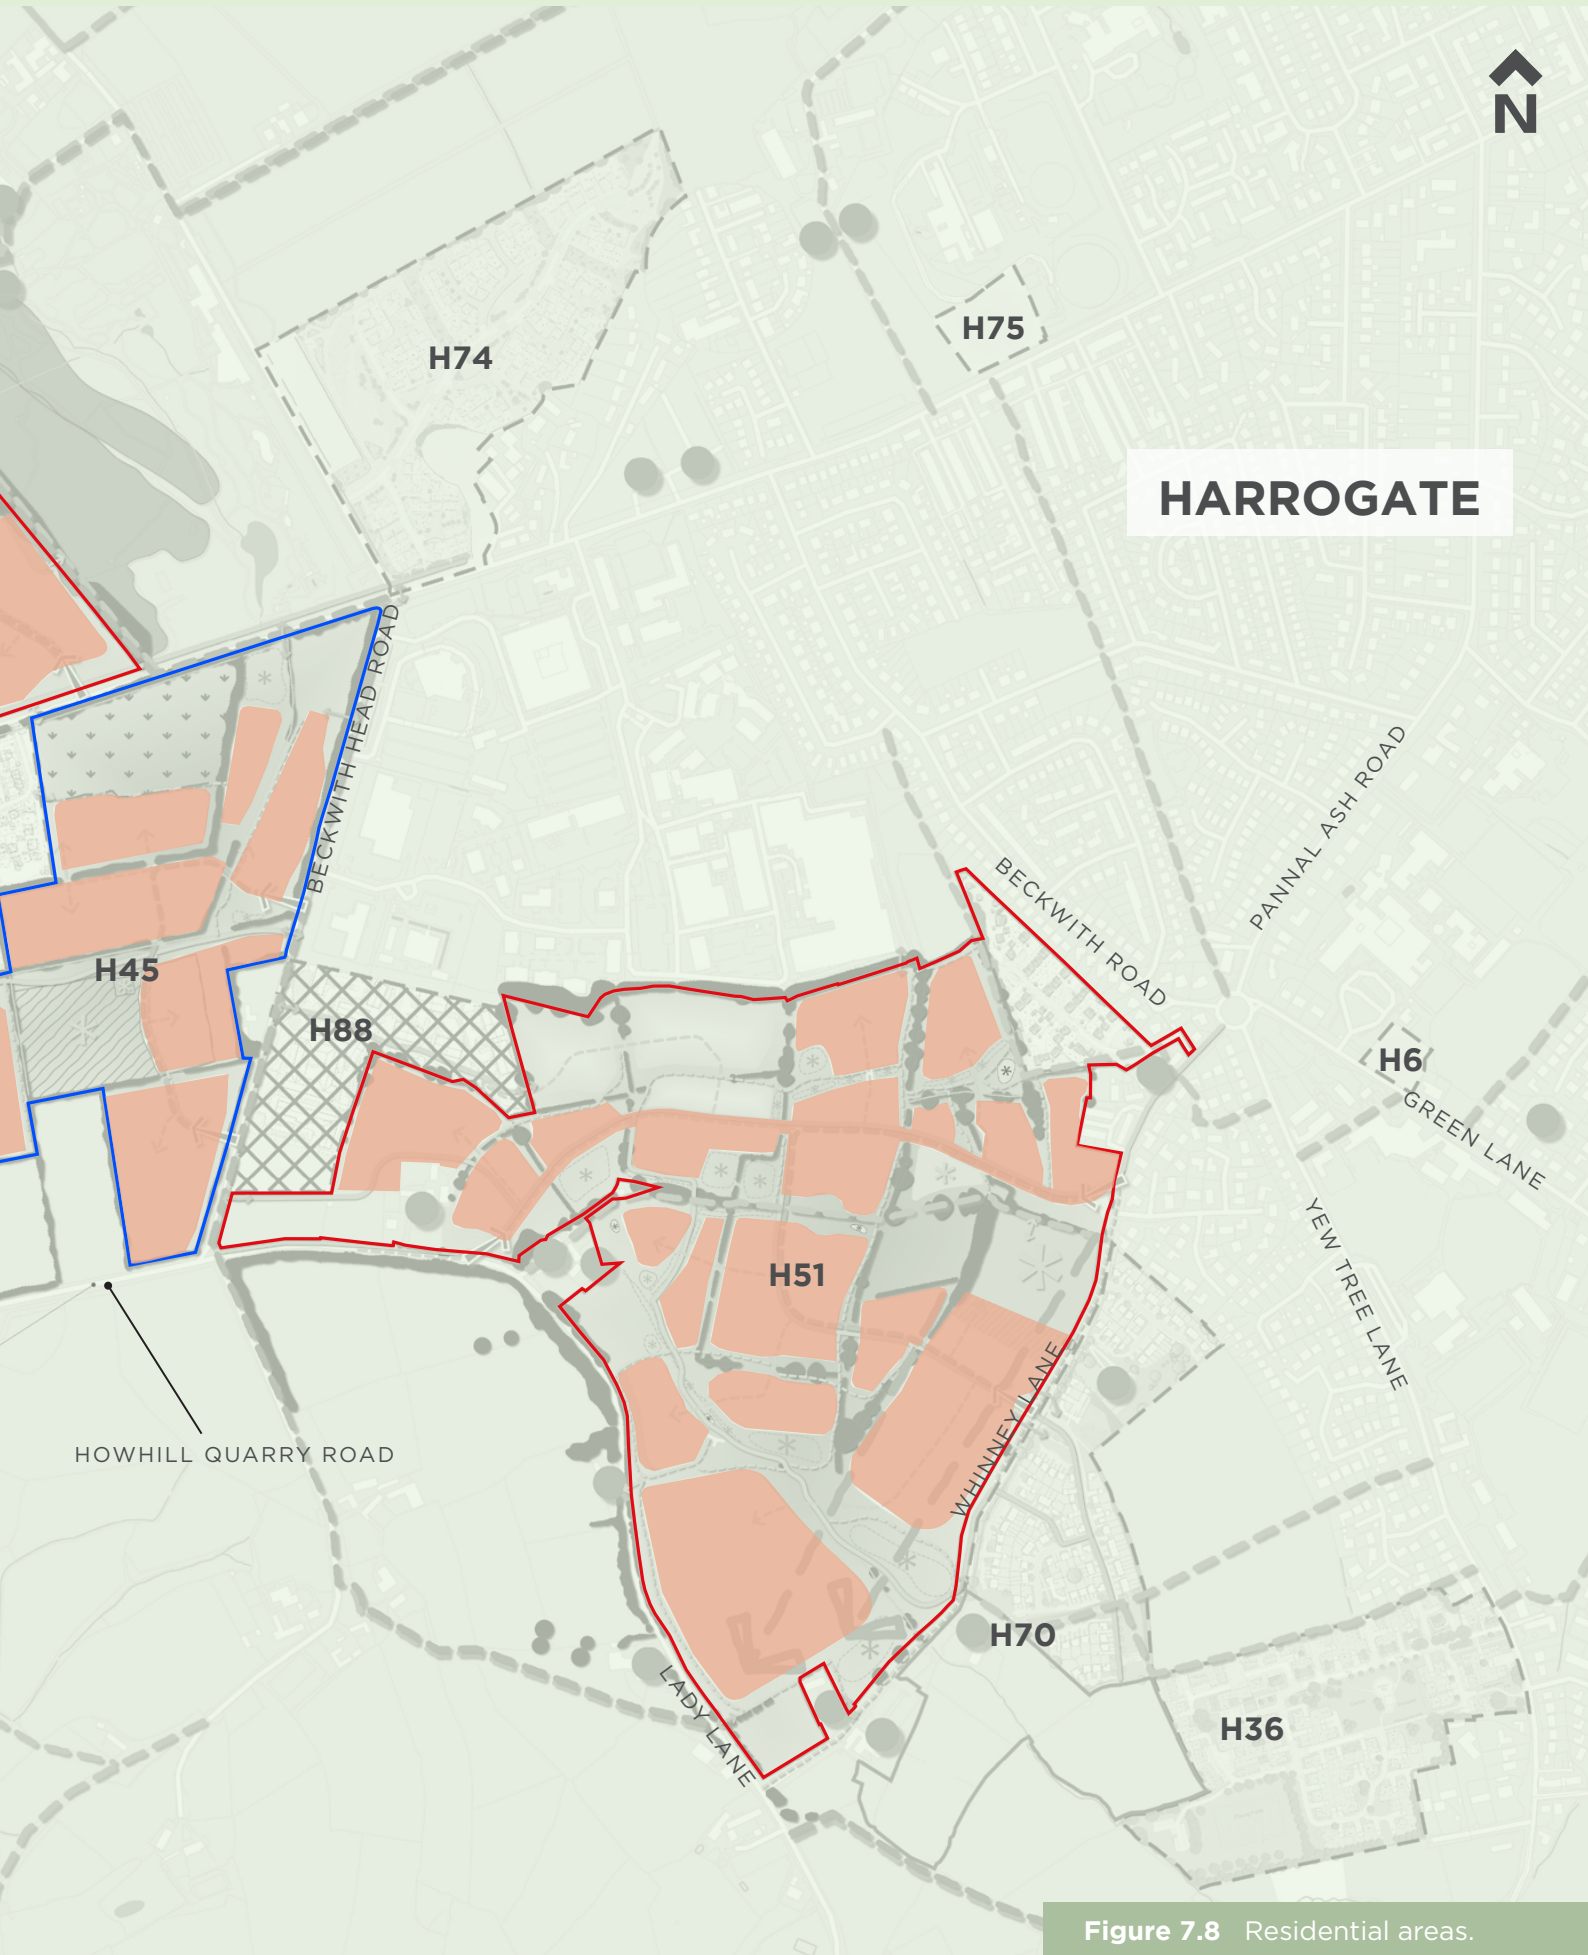 N
H75
H74
HARROGATE
BECKWITH HEAD ROAD
PANNAL ASH ROAD
BECKWITH ROAD
H45
H88
H6
GREEN LANE
YEW TREE LANE
H51
WHINNEY LANE
HOWHILL QUARRY ROAD
H70
LADY LANE
H36
Figure 7.8 Residential areas.